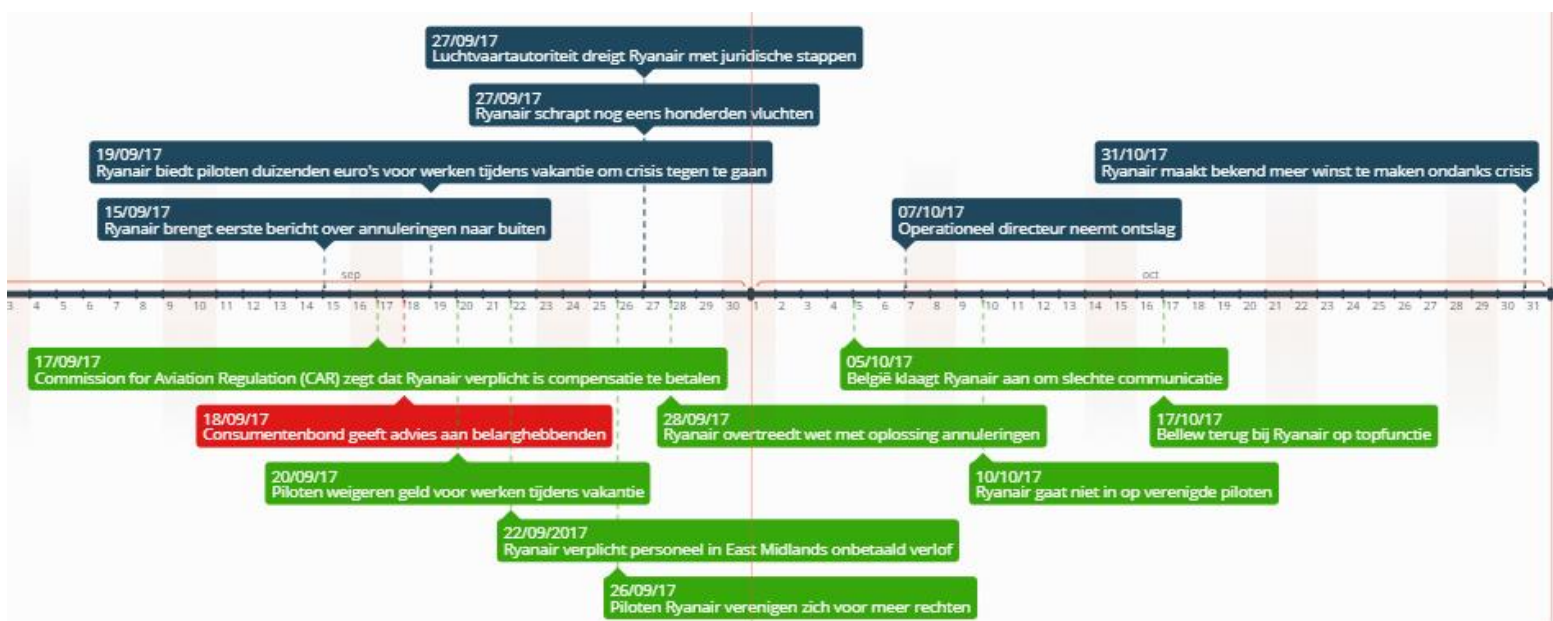 27/09/17
Luchtvaartautoriteit dreigt Ryanair met juridische stappen
27/09/17
Ryanair schrapt nog eens honderden vluchten
19/09/17
Ryanair biedt piloten duizenden euro's voor werken tijdens vakantie om crisis tegen te gaan
31/10/17
Ryanair maakt bekend meer winst te maken ondanks crisis
15/09/17
Ryanair brengt eerste bericht over annuleringen naar buiten
07/10/17
Operationeel directeur neemt ontslag
sep oct
3 4 5 6 7 8 9 10 11 12 13 14 15 16 17 18 19 20 21 22 23 24 25 26 27 28 29 30 1 2 3 4 5 6 7 8 9 10 11 12 13 14 15 16 17 18 19 20 21 22 23 24 25 26 27 28 29 30 31
17/09/17
Commission for Aviation Regulation (CAR) zegt dat Ryanair verplicht is compensatie te betalen
05/10/17
België klaagt Ryanair aan om slechte communicatie
18/09/17
Consumentenbond geeft advies aan belanghebbenden
28/09/17
Ryanair overtreedt wet met oplossing annuleringen
17/10/17
Bellew terug bij Ryanair op topfunctie
20/09/17
Piloten weigeren geld voor werken tijdens vakantie
10/10/17
Ryanair gaat niet in op verenigde piloten
22/09/2017
Ryanair verplicht personeel in East Midlands onbetaald verlof
26/09/17
Piloten Ryanair verenigen zich voor meer rechten